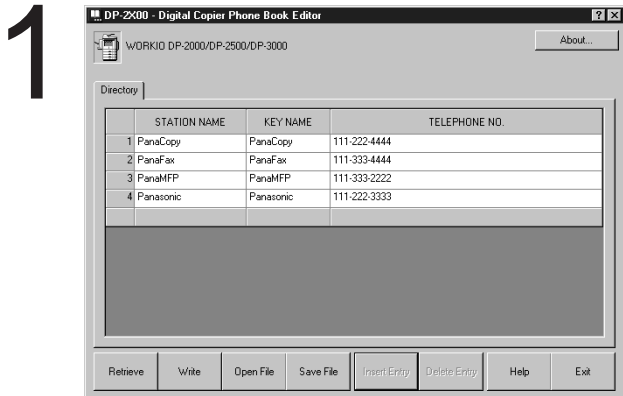 1
DP-2X00 - Digital Copier Phone Book Editor
WORKIO DP-2000/DP-2500/DP-3000
About...
Directory
STATION NAME KEY NAME TELEPHONE NO.
1 PanaCopy PanaCopy 111-222-4444
2 PanaFax PanaFax 111-333-4444
3 PanaMFP PanaMFP 111-333-2222
4 Panasonic Panasonic 111-222-3333
Retrieve Write Open File Save File Insert Entry Delete Entry Help Exit